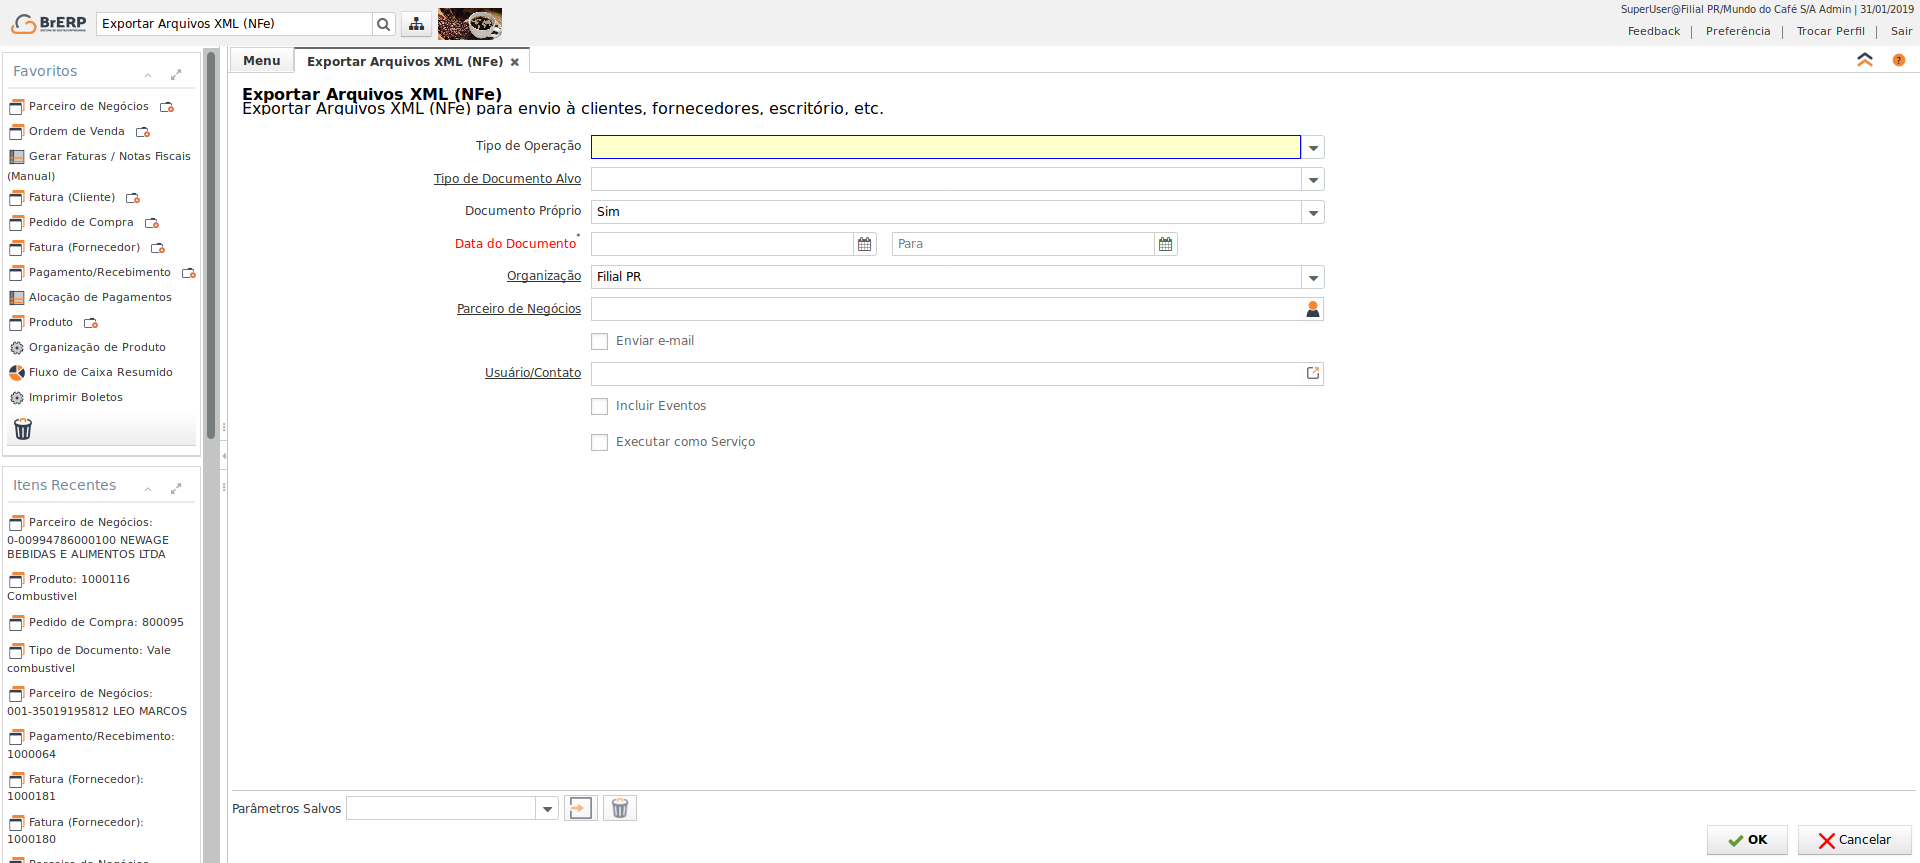 BrERP
Exportar Arquivos XML (NFe)
SuperUser@Filial PR/Mundo do Café S/A Admin | 31/01/2019
Feedback | Preferência | Trocar Perfil | Sair
Favoritos
Parceiro de Negócios
Ordem de Venda
Gerar Faturas / Notas Fiscais
(Manual)
Fatura (Cliente)
Pedido de Compra
Fatura (Fornecedor)
Pagamento/Recebimento
Alocação de Pagamentos
Produto
Organização de Produto
Fluxo de Caixa Resumido
Imprimir Boletos
Itens Recentes
Parceiro de Negócios:
0-00994786000100 NEWAGE
BEBIDAS E ALIMENTOS LTDA
Produto: 1000116
Combustivel
Pedido de Compra: 800095
Tipo de Documento: Vale
combustivel
Parceiro de Negócios:
001-35019195812 LEO MARCOS
Pagamento/Recebimento:
1000064
Fatura (Fornecedor):
1000181
Fatura (Fornecedor):
1000180
Parceiro de Negócios
Menu
Exportar Arquivos XML (NFe)
?
Exportar Arquivos XML (NFe)
Exportar Arquivos XML (NFe) para envio à clientes, fornecedores, escritório, etc.
Tipo de Operação
Tipo de Documento Alvo
Documento Próprio Sim
Data do Documento* Para
Organização Filial PR
Parceiro de Negócios
Enviar e-mail
Usuário/Contato
Incluir Eventos
Executar como Serviço
Parâmetros Salvos
OK Cancelar